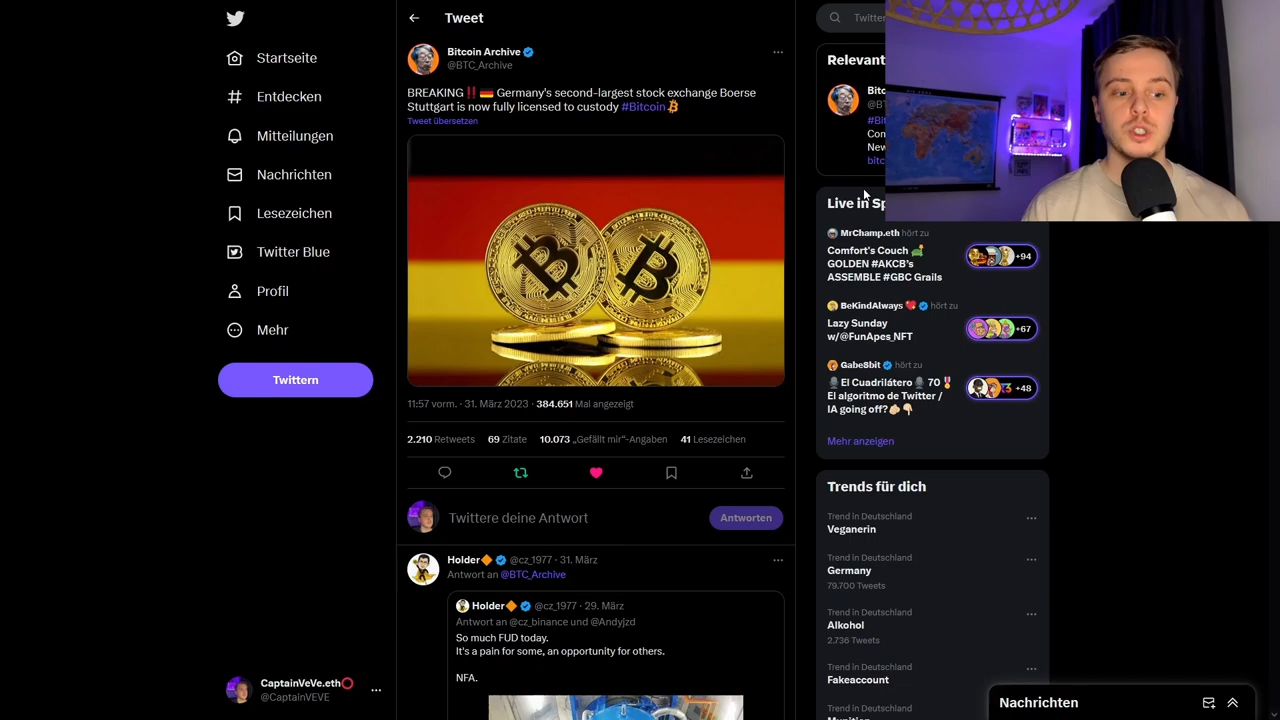 Startseite
Entdecken
Mitteilungen
Nachrichten
Lesezeichen
Twitter Blue
Profil
Mehr
Twittern
CaptainVeVe.eth
@CaptainVEVE
Tweet
Bitcoin Archive
@BTC_Archive
BREAKING‼️ 🇩🇪 Germany's second-largest stock exchange Boerse
Stuttgart is now fully licensed to custody #Bitcoin
Tweet übersetzen
11:57 vorm. · 31. März 2023 · 384.651 Mal angezeigt
2.210 Retweets 69 Zitate 10.073 „Gefällt mir“-Angaben 41 Lesezeichen
Twittere deine Antwort
Antworten
Holder🔶 @cz_1977 · 31. März
Antwort an @BTC_Archive
Holder🔶 @cz_1977 · 29. März
Antwort an @cz_binance und @Andyjzd
So much FUD today.
It's a pain for some, an opportunity for others.
NFA.
Relevant
Live in
MrChamp.eth hört zu
Comfort's Couch 🛋️
GOLDEN #AKCB's
ASSEMBLE #GBC Grails
+94
BeKindAlways hört zu
Lazy Sunday
w/@FunApes_NFT
+67
Gabe8bit hört zu
El Cuadrilátero 70
El algoritmo de Twitter /
IA going off?
+48
Mehr anzeigen
Trends für dich
Trend in Deutschland
Veganerin
Trend in Deutschland
Germany
79.700 Tweets
Trend in Deutschland
Alkohol
2.736 Tweets
Trend in Deutschland
Fakeaccount
Trend in Deutschland
Nachrichten